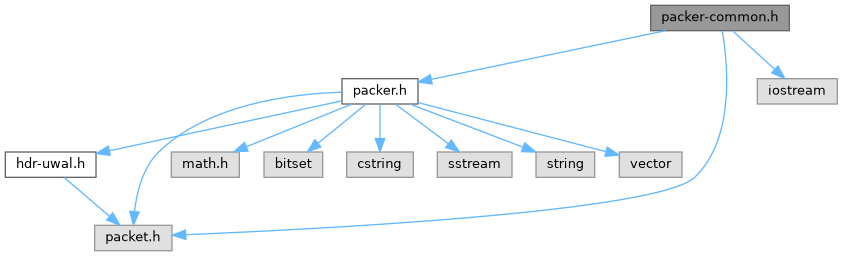 packer-common.h
packer.h
iostream
hdr-uwal.h
math.h
bitset
cstring
sstream
string
vector
packet.h